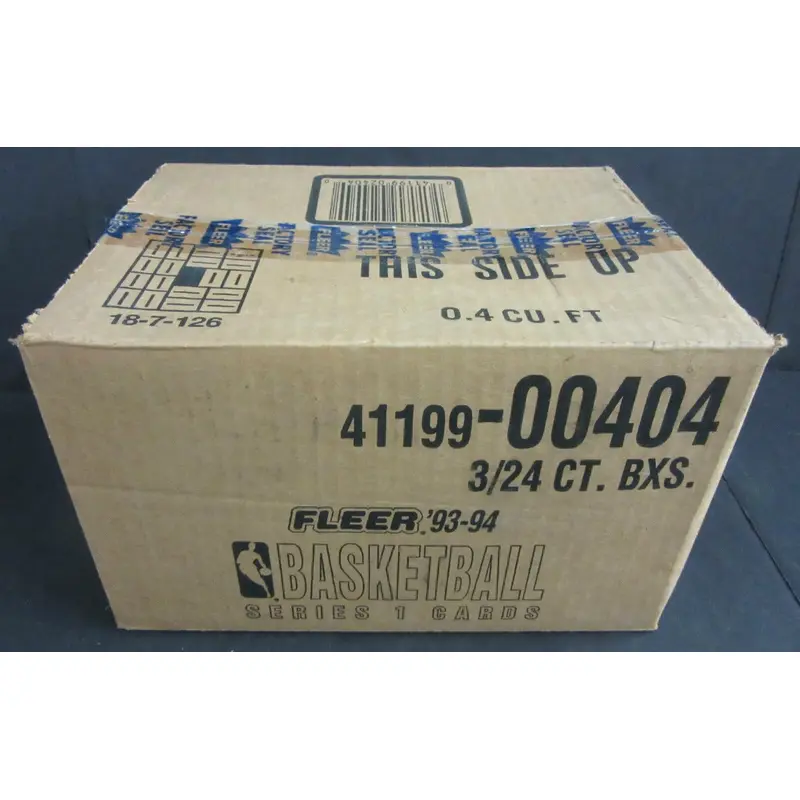 FLEER FACTORY SEAL
THIS SIDE UP
0.4 CU. FT
18-7-126
41199-00404
3/24 CT. BXS.
FLEER '93-94
BASKETBALL
SERIES 1 CARDS